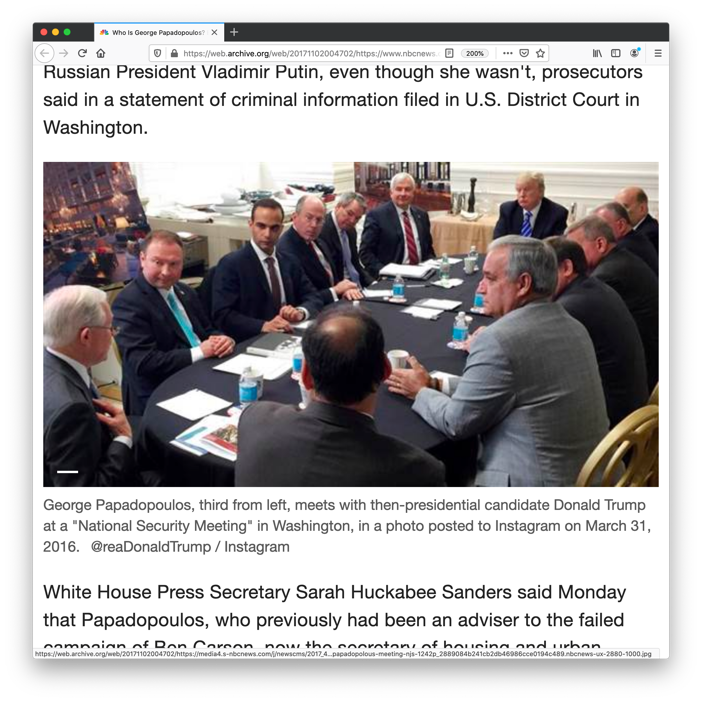 Who Is George Papadopoulos?
https://web.archive.org/web/20171102004702/https://www.nbcnews.
200%
Russian President Vladimir Putin, even though she wasn't, prosecutors
said in a statement of criminal information filed in U.S. District Court in
Washington.
George Papadopoulos, third from left, meets with then-presidential candidate Donald Trump
at a "National Security Meeting" in Washington, in a photo posted to Instagram on March 31,
2016. @reaDonaldTrump / Instagram
White House Press Secretary Sarah Huckabee Sanders said Monday
that Papadopoulos, who previously had been an adviser to the failed
campaign of Ben Carson, now the secretary of housing and urban
https://web.archive.org/web/20171102004702/https://media4.s-nbcnews.com/j/newscms/2017_4…papadopolous-meeting-njs-1242p_2889084b241cb2db46986cce0194c489.nbcnews-ux-2880-1000.jpg